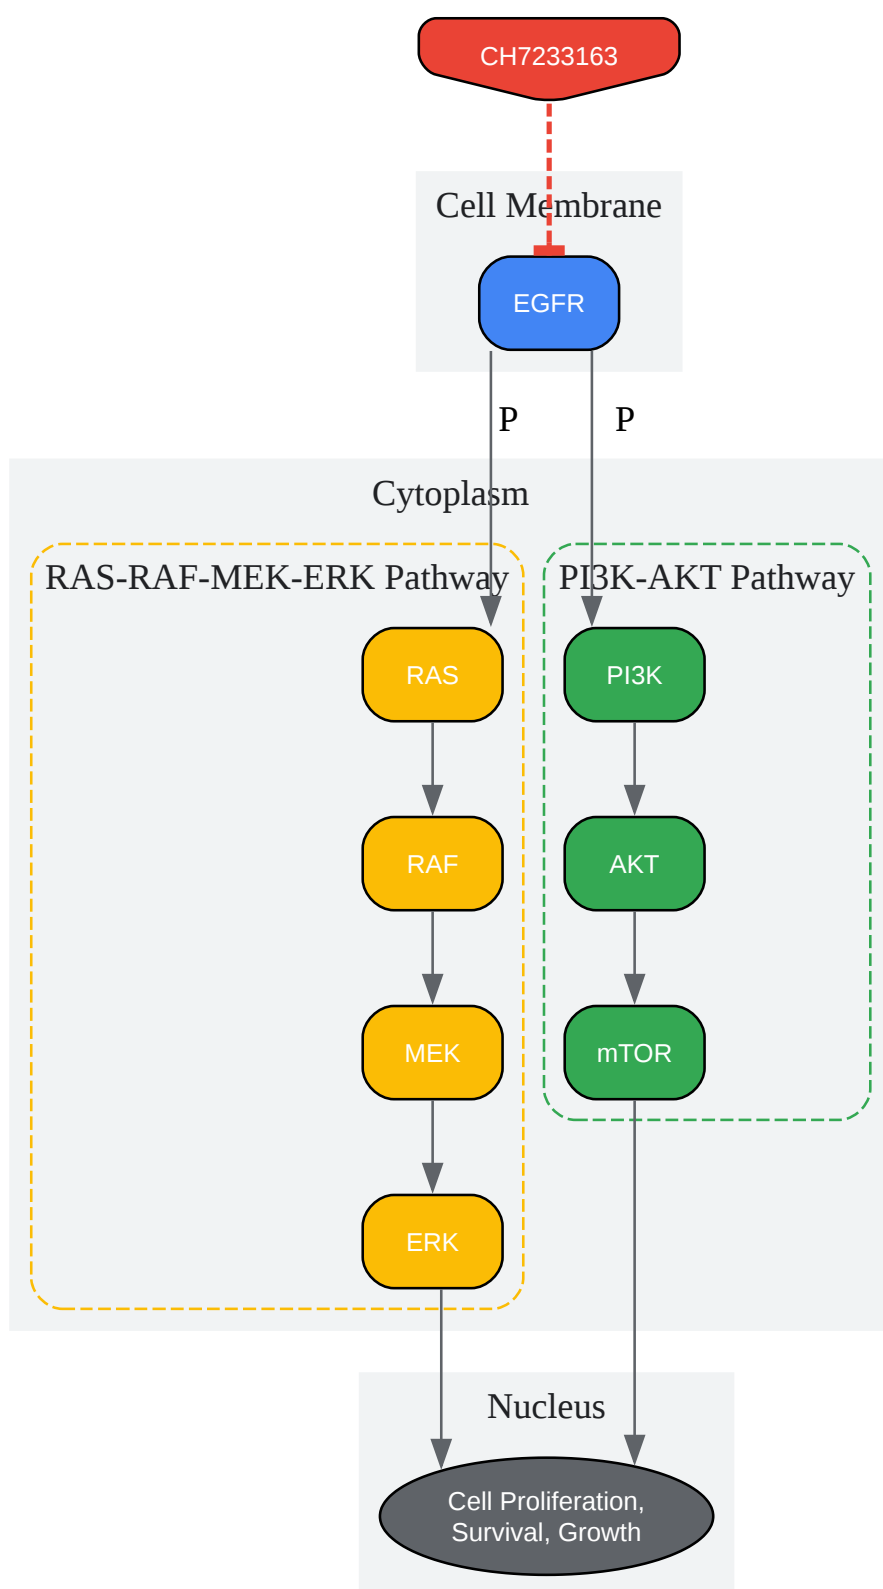 CH7233163
Cell Membrane
EGFR
P
P
Cytoplasm
RAS-RAF-MEK-ERK Pathway
PI3K-AKT Pathway
RAS
PI3K
RAF
AKT
MEK
mTOR
ERK
Nucleus
Cell Proliferation,
Survival, Growth